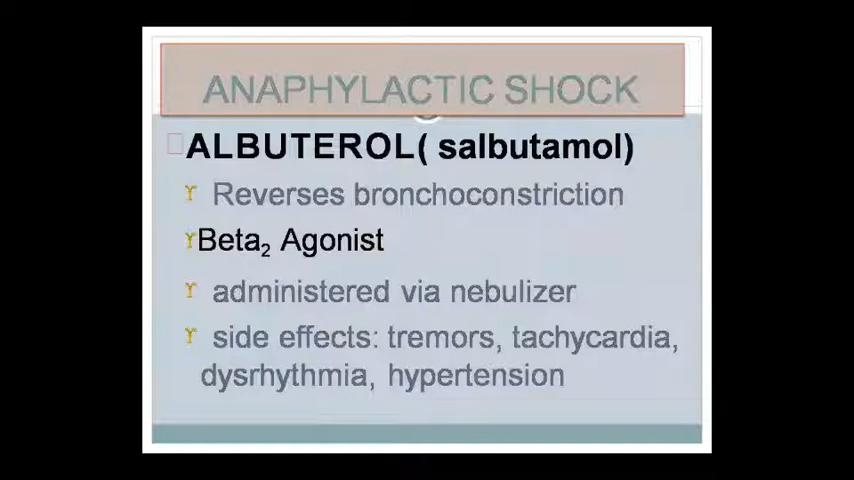 ANAPHYLACTIC SHOCK
ALBUTEROL( salbutamol)
Reverses bronchoconstriction
Beta₂ Agonist
administered via nebulizer
side effects: tremors, tachycardia,
dysrhythmia, hypertension